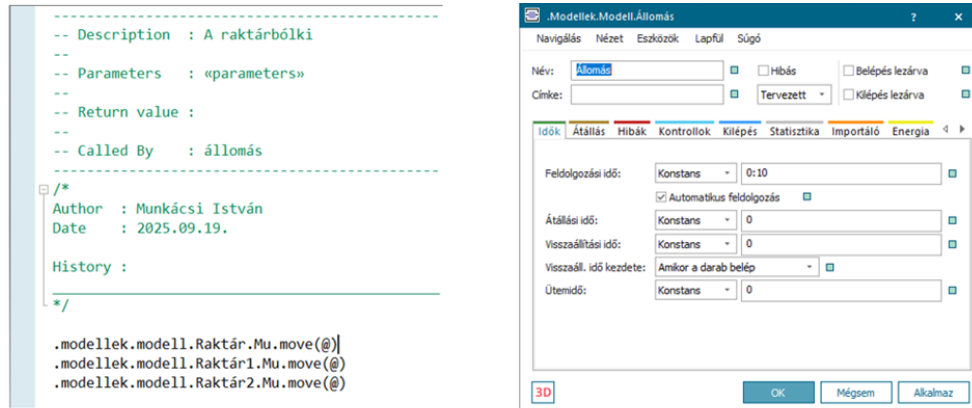 -- Description : A raktárbólki
--
-- Parameters : «parameters»
--
-- Return value :
--
-- Called By : állomás
/*
Author : Munkácsi István
Date : 2025.09.19.
History :
*/
.modellek.modell.Raktár.Mu.move(@)
.modellek.modell.Raktár1.Mu.move(@)
.modellek.modell.Raktár2.Mu.move(@)
.Modellek.Modell.Állomás ? ×
Navigálás Nézet Eszközök Lapfül Súgó
Név: Állomás Hibás Belépés lezárva
Címke: Tervezett Kilépés lezárva
Idők Átállás Hibák Kontrollok Kilépés Statisztika Importáló Energia
Feldolgozási idő: Konstans 0:10
Automatikus feldolgozás
Átállási idő: Konstans 0
Visszaállítási idő: Konstans 0
Visszaáll. idő kezdete: Amikor a darab belép
Ütemidő: Konstans 0
3D OK Mégsem Alkalmaz